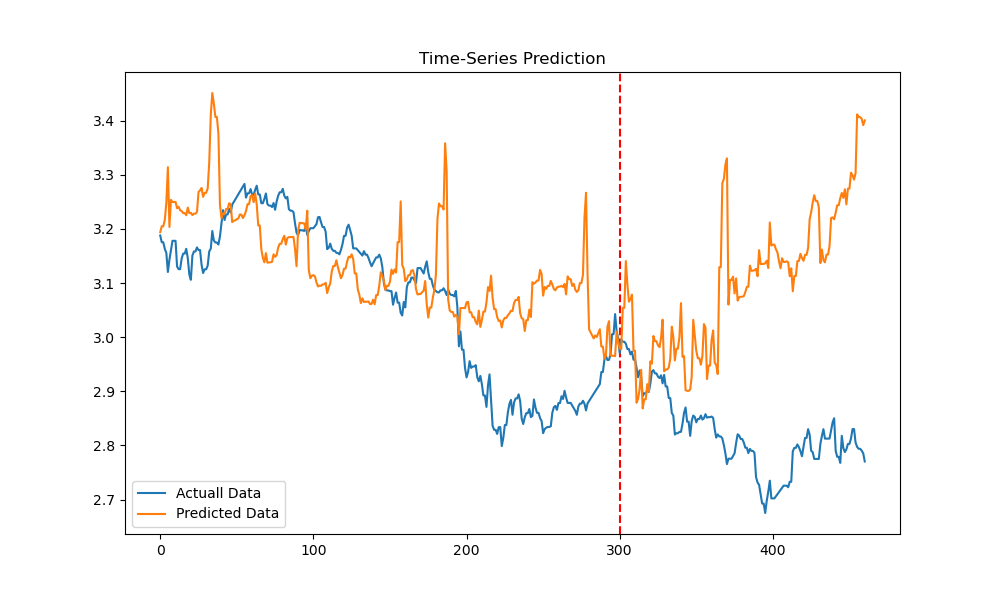 Time-Series Prediction
3.4
3.3
3.2
3.1
3.0
2.9
2.8
2.7
Actuall Data
Predicted Data
0 100 200 300 400